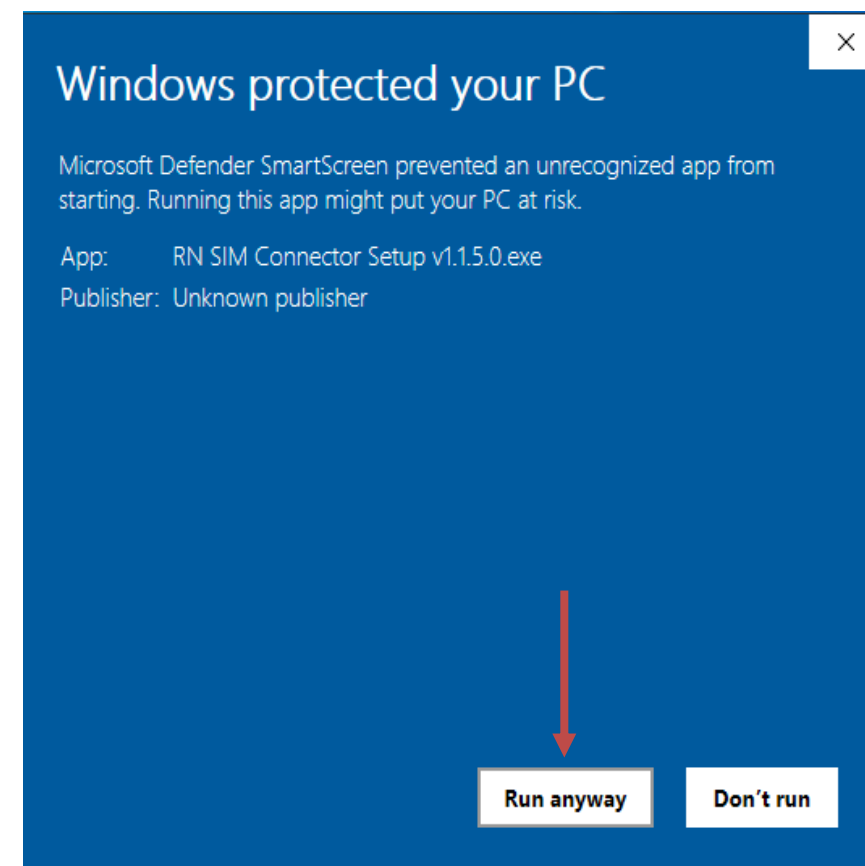 Windows protected your PC
Microsoft Defender SmartScreen prevented an unrecognized app from
starting. Running this app might put your PC at risk.
App: RN SIM Connector Setup v1.1.5.0.exe
Publisher: Unknown publisher
Run anyway Don't run